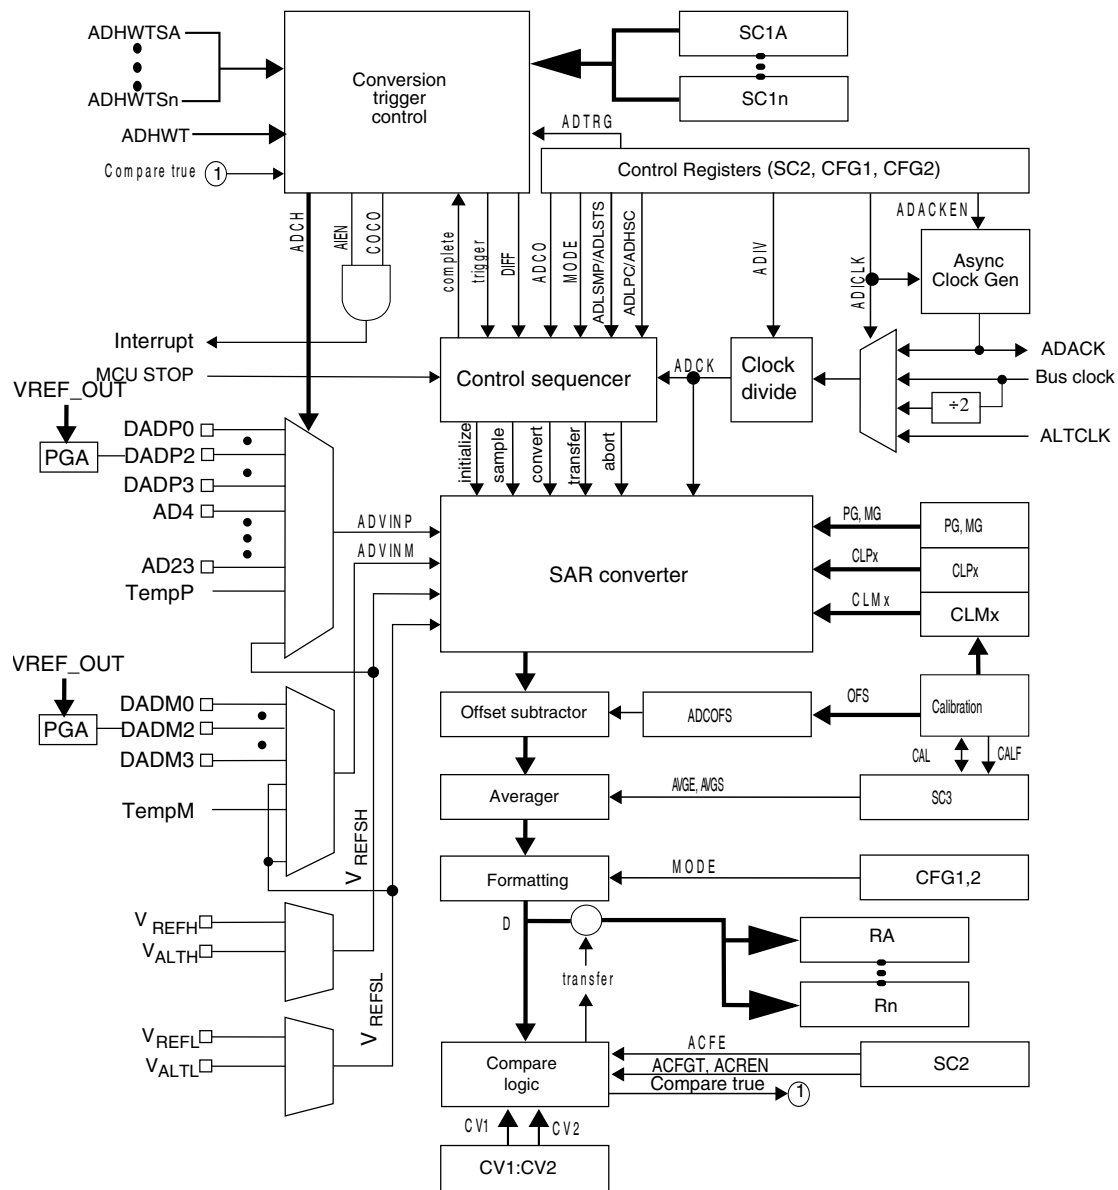 ADHWTSA
ADHWTSn
ADHWT
Compare true 1
Conversion
trigger
control
SC1A
SC1n
ADTRG
Control Registers (SC2, CFG1, CFG2)
ADCH
AIEN
COCO
complete
trigger
DIFF
ADCO
MODE
ADLSMP/ADLSTS
ADLPC/ADHSC
ADIV
ADICLK
ADACKEN
Async
Clock Gen
Interrupt
MCU STOP
Control sequencer
ADCK
Clock
divide
ADACK
Bus clock
÷2
ALTCLK
VREF_OUT
PGA
DADP0
DADP2
DADP3
AD4
AD23
TempP
initialize
sample
convert
transfer
abort
ADVINP
ADVINM
SAR converter
PG, MG
PG, MG
CLPx
CLPx
CLMx
CLMx
VREF_OUT
PGA
DADM0
DADM2
DADM3
TempM
Offset subtractor
ADCOFS
OFS
Calibration
CAL
CALF
Averager
AVGE, AVGS
SC3
V REFSH
Formatting
MODE
CFG1,2
D
transfer
RA
Rn
V REFH
VALTH
V REFSL
VREFL
VALTL
Compare
logic
ACFE
ACFGT, ACREN
Compare true 1
SC2
CV1
CV2
CV1:CV2